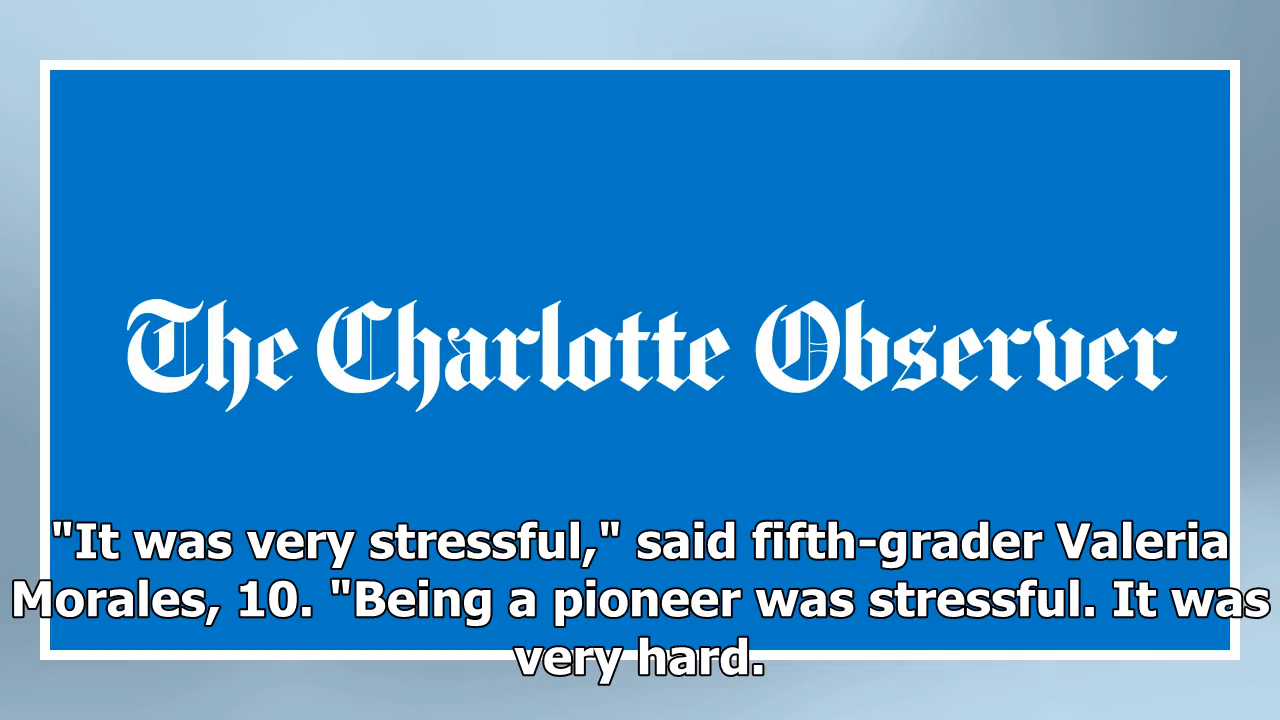 The Charlotte Observer
"It was very stressful," said fifth-grader Valeria
Morales, 10. "Being a pioneer was stressful. It was
very hard.